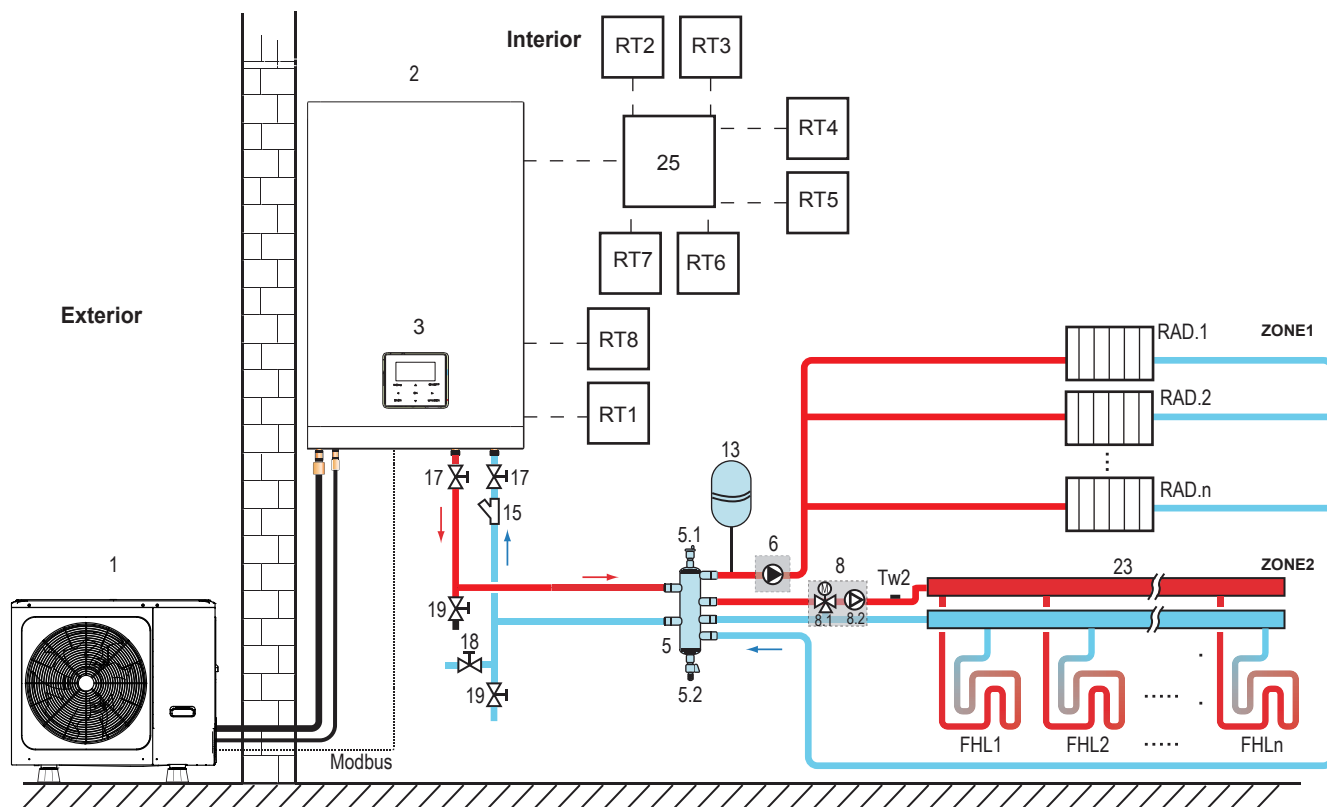 Interior
RT2
RT3
2
RT4
25
RT5
RT7
RT6
Exterior
3
RT8
RT1
RAD.1
ZONE1
RAD.2
RAD.n
17
17
15
13
5.1
6
8
Tw2
23
ZONE2
M
8.1
8.2
1
19
18
5
19
5.2
FHL1
FHL2
FHLn
Modbus